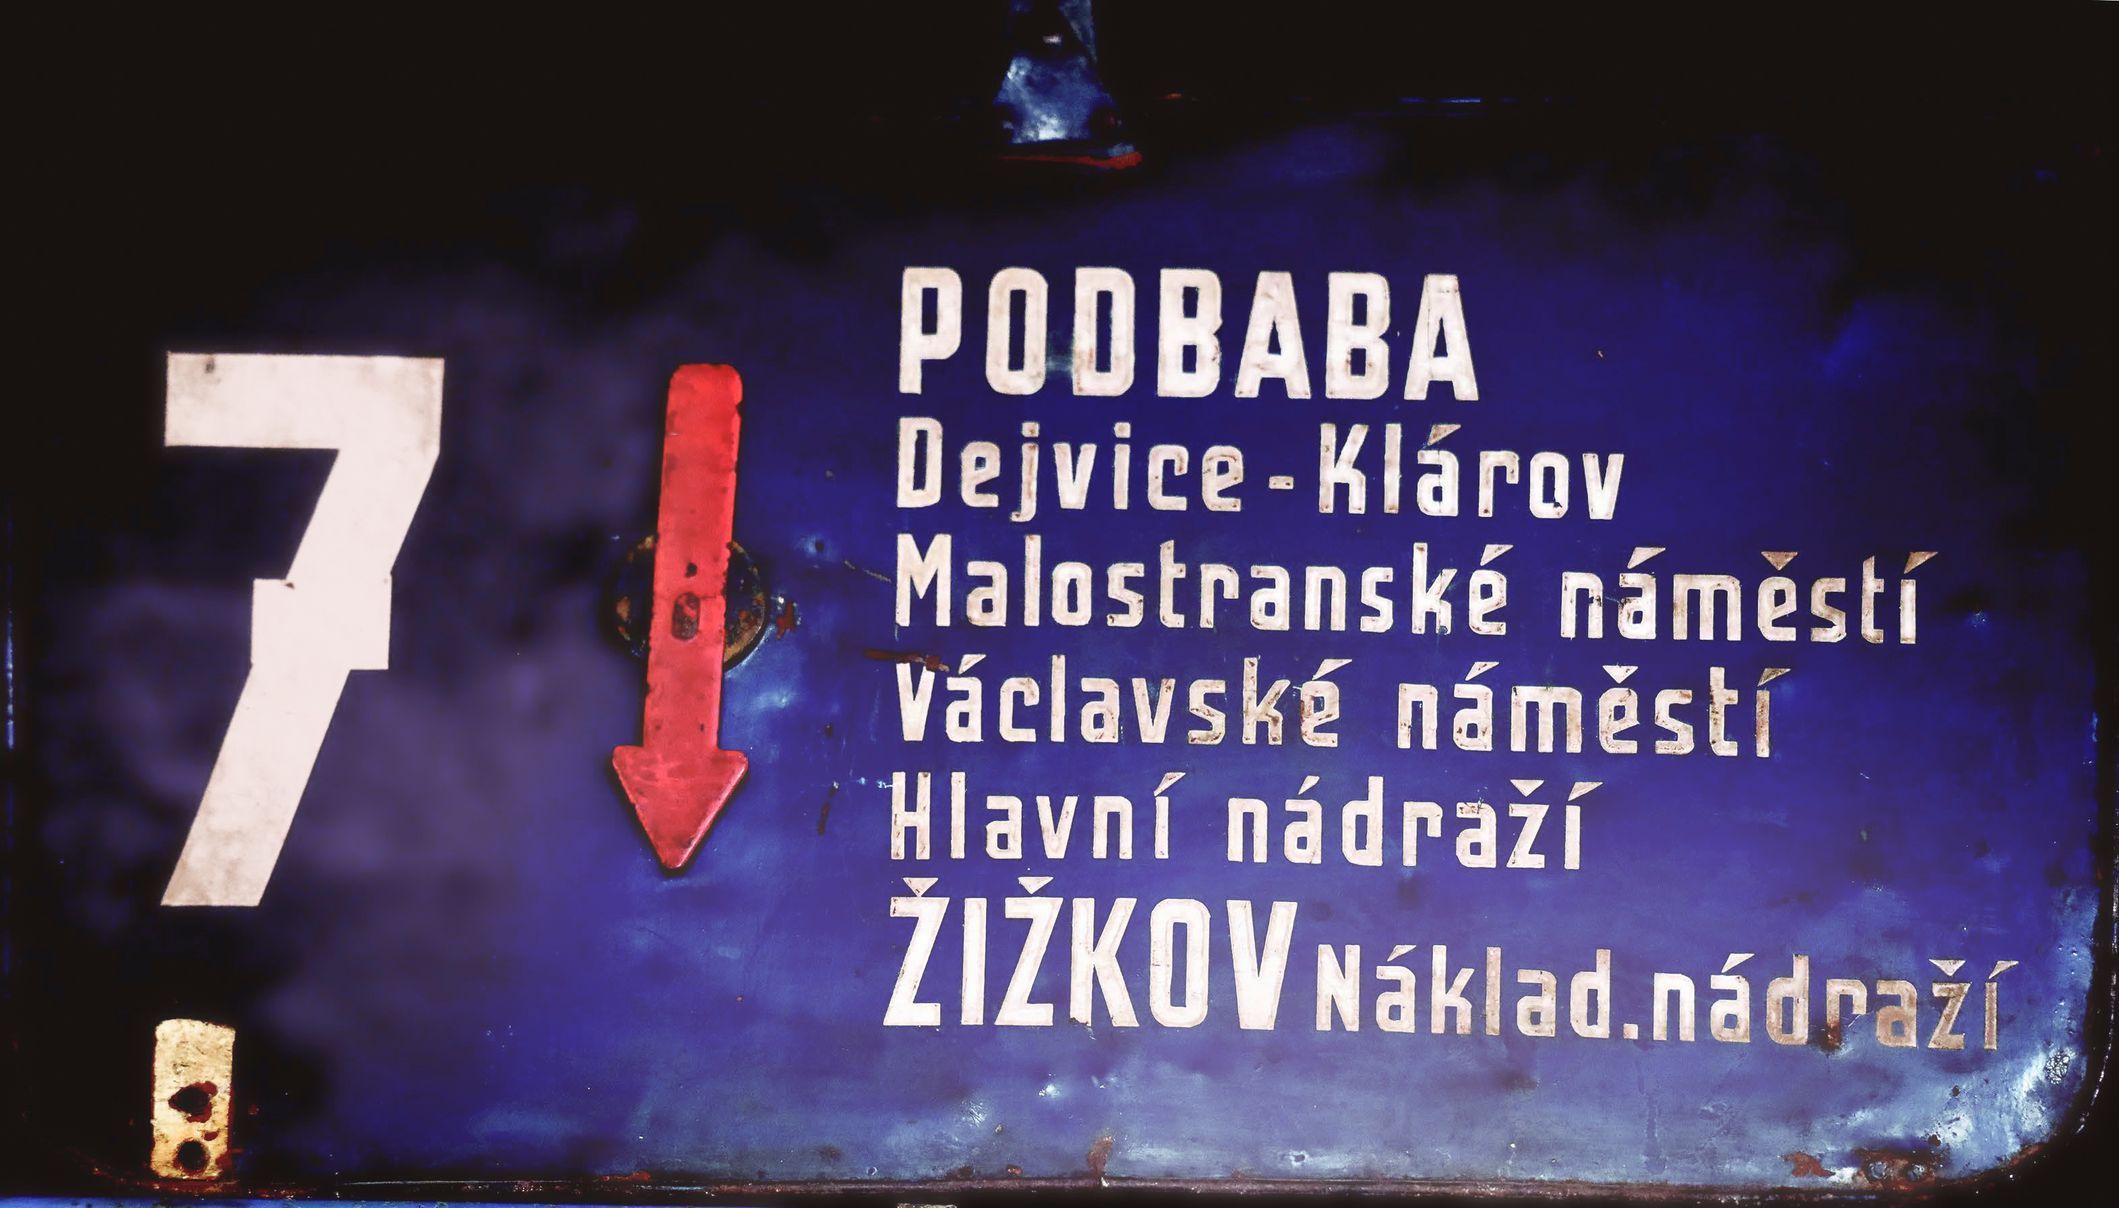 7
PODBABA
Dejvice-Klárov
Malostranské náměstí
Václavské náměstí
Hlavní nádraží
ŽIŽKOV Náklad.nádraží